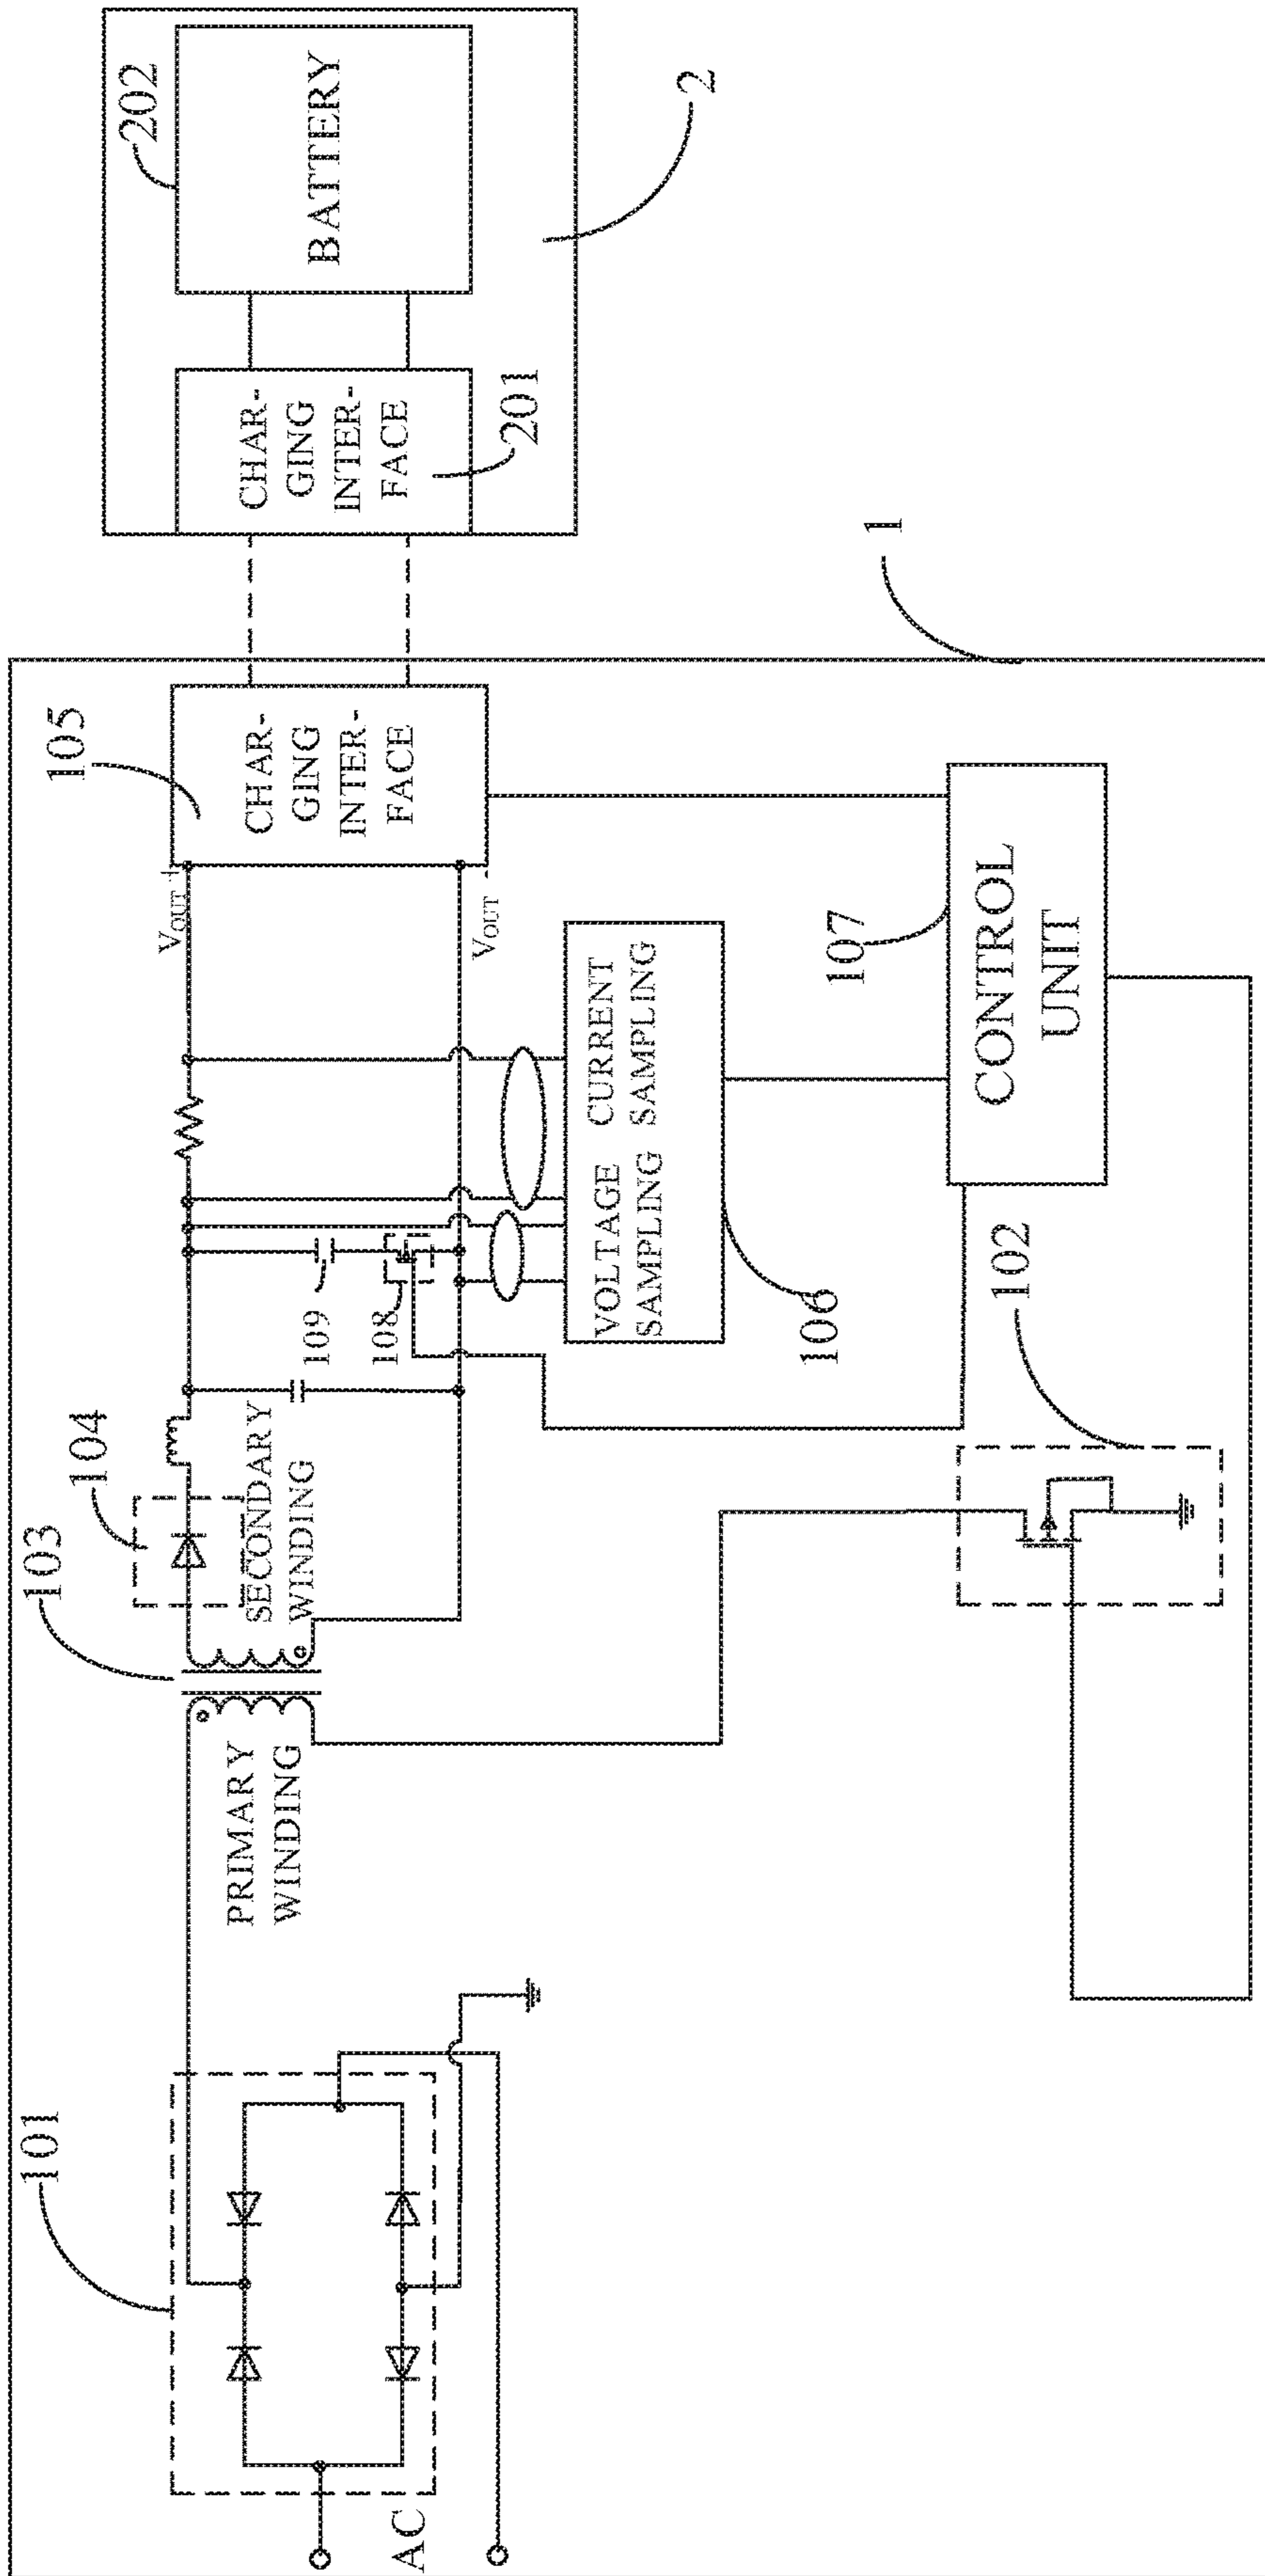 101
AC
PRIMARY
WINDING
103
SECONDARY
WINDING
104
109
108
VOUT +
VOUT -
105
CHAR-
GING
INTER-
FACE
VOLTAGE
SAMPLING
CURRENT
SAMPLING
106
107
CONTROL
UNIT
102
1
CHAR-
GING
INTER-
FACE
201
BATTERY
202
2